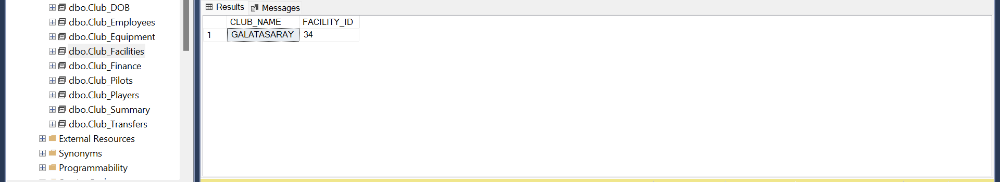 dbo.Club_DOB
dbo.Club_Employees
dbo.Club_Equipment
dbo.Club_Facilities
dbo.Club_Finance
dbo.Club_Pilots
dbo.Club_Players
dbo.Club_Summary
dbo.Club_Transfers
External Resources
Synonyms
Programmability
Results Messages
CLUB_NAME FACILITY_ID
1 GALATASARAY 34